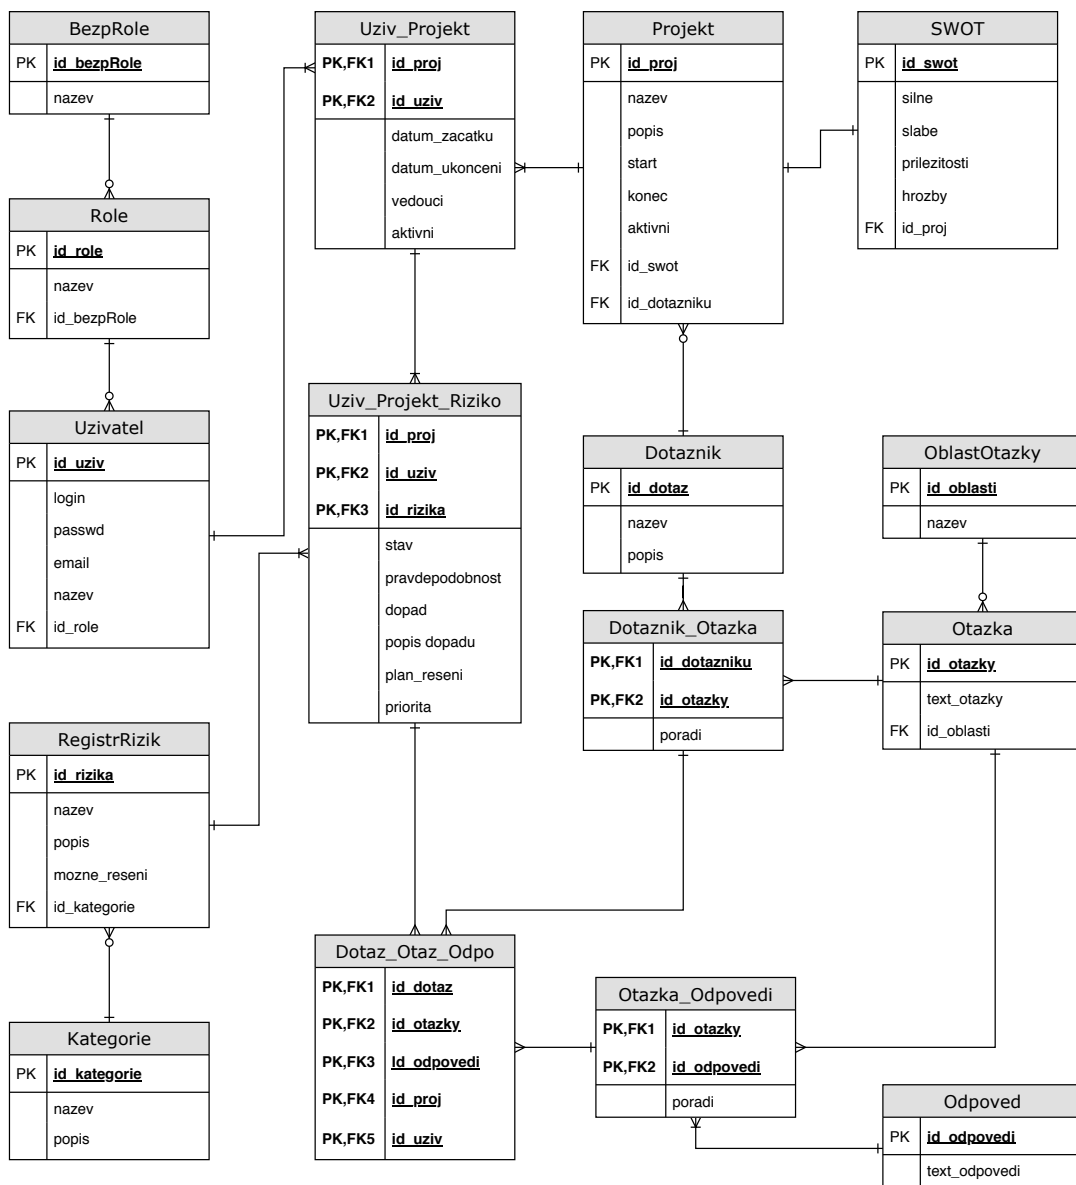 BezpRole
PK id_bezpRole
nazev
Role
PK id_role
nazev
FK id_bezpRole
Uzivatel
PK id_uziv
login
passwd
email
nazev
FK id_role
RegistrRizik
PK id_rizika
nazev
popis
mozne_reseni
FK id_kategorie
Kategorie
PK id_kategorie
nazev
popis
Uziv_Projekt
PK,FK1 id_proj
PK,FK2 id_uziv
datum_zacatku
datum_ukonceni
vedouci
aktivni
Uziv_Projekt_Riziko
PK,FK1 id_proj
PK,FK2 id_uziv
PK,FK3 id_rizika
stav
pravdepodobnost
dopad
popis dopadu
plan_reseni
priorita
Dotaz_Otaz_Odpo
PK,FK1 id_dotaz
PK,FK2 id_otazky
PK,FK3 Id_odpovedi
PK,FK4 id_proj
PK,FK5 id_uziv
Projekt
PK id_proj
nazev
popis
start
konec
aktivni
FK id_swot
FK id_dotazniku
Dotaznik
PK id_dotaz
nazev
popis
Dotaznik_Otazka
PK,FK1 id_dotazniku
PK,FK2 id_otazky
poradi
Otazka_Odpovedi
PK,FK1 id_otazky
PK,FK2 id_odpovedi
poradi
SWOT
PK id_swot
silne
slabe
prilezitosti
hrozby
FK id_proj
OblastOtazky
PK id_oblasti
nazev
Otazka
PK id_otazky
text_otazky
FK id_oblasti
Odpoved
PK id_odpovedi
text_odpovedi